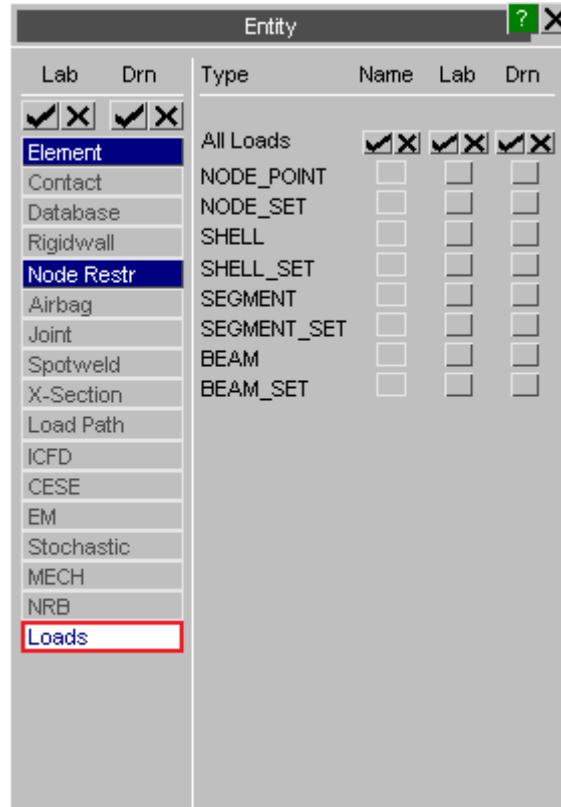 Entity ?
Lab Drn
Type Name Lab Drn
Element
Contact
Database
Rigidwall
Node Restr
Airbag
Joint
Spotweld
X-Section
Load Path
ICFD
CESE
EM
Stochastic
MECH
NRB
Loads
All Loads
NODE_POINT
NODE_SET
SHELL
SHELL_SET
SEGMENT
SEGMENT_SET
BEAM
BEAM_SET